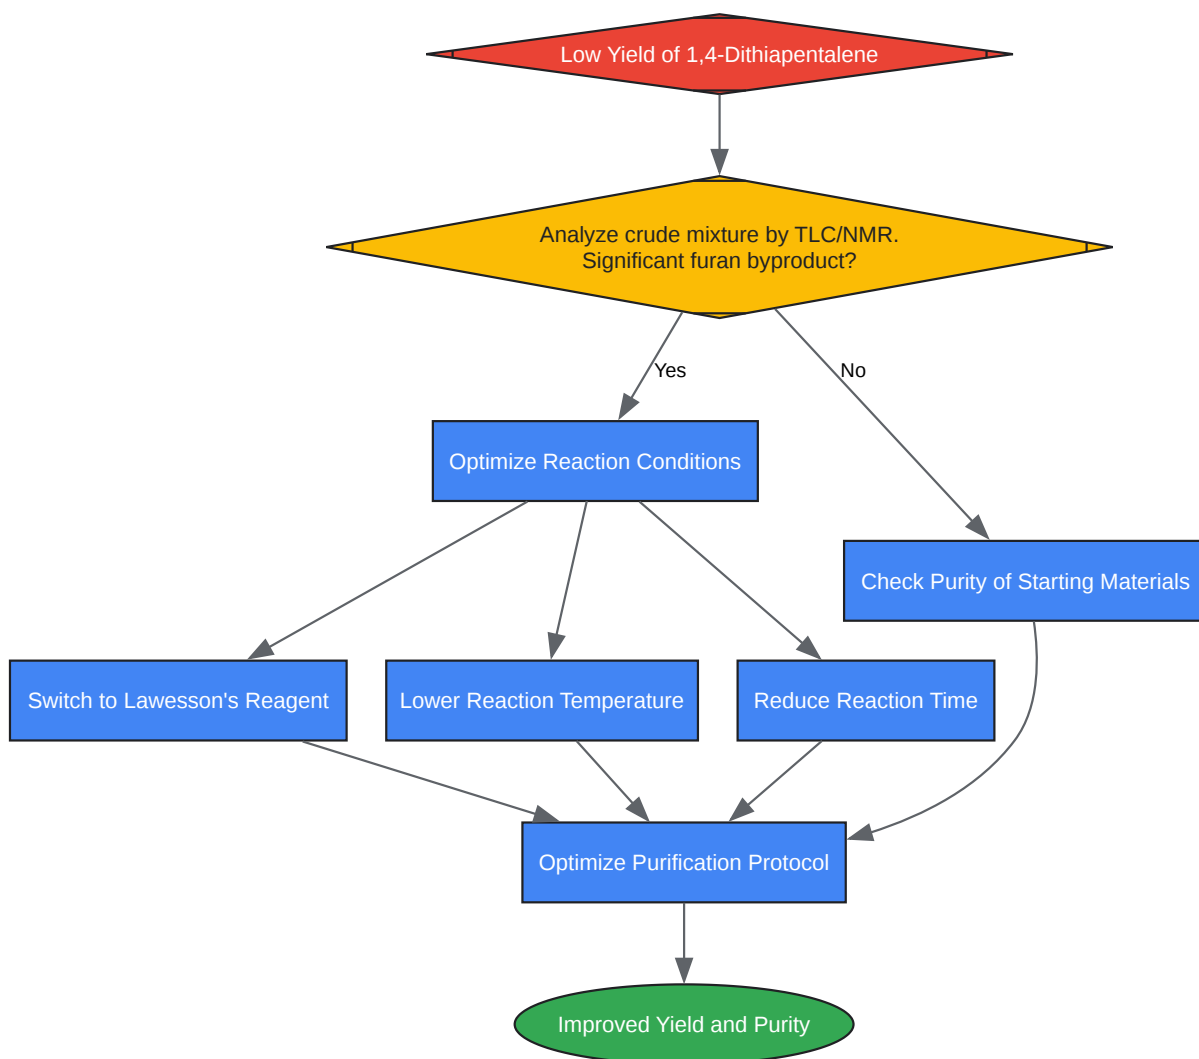 Low Yield of 1,4-Dithiapentalene
Analyze crude mixture by TLC/NMR.
Significant furan byproduct?
Yes
No
Optimize Reaction Conditions
Check Purity of Starting Materials
Switch to Lawesson's Reagent
Lower Reaction Temperature
Reduce Reaction Time
Optimize Purification Protocol
Improved Yield and Purity